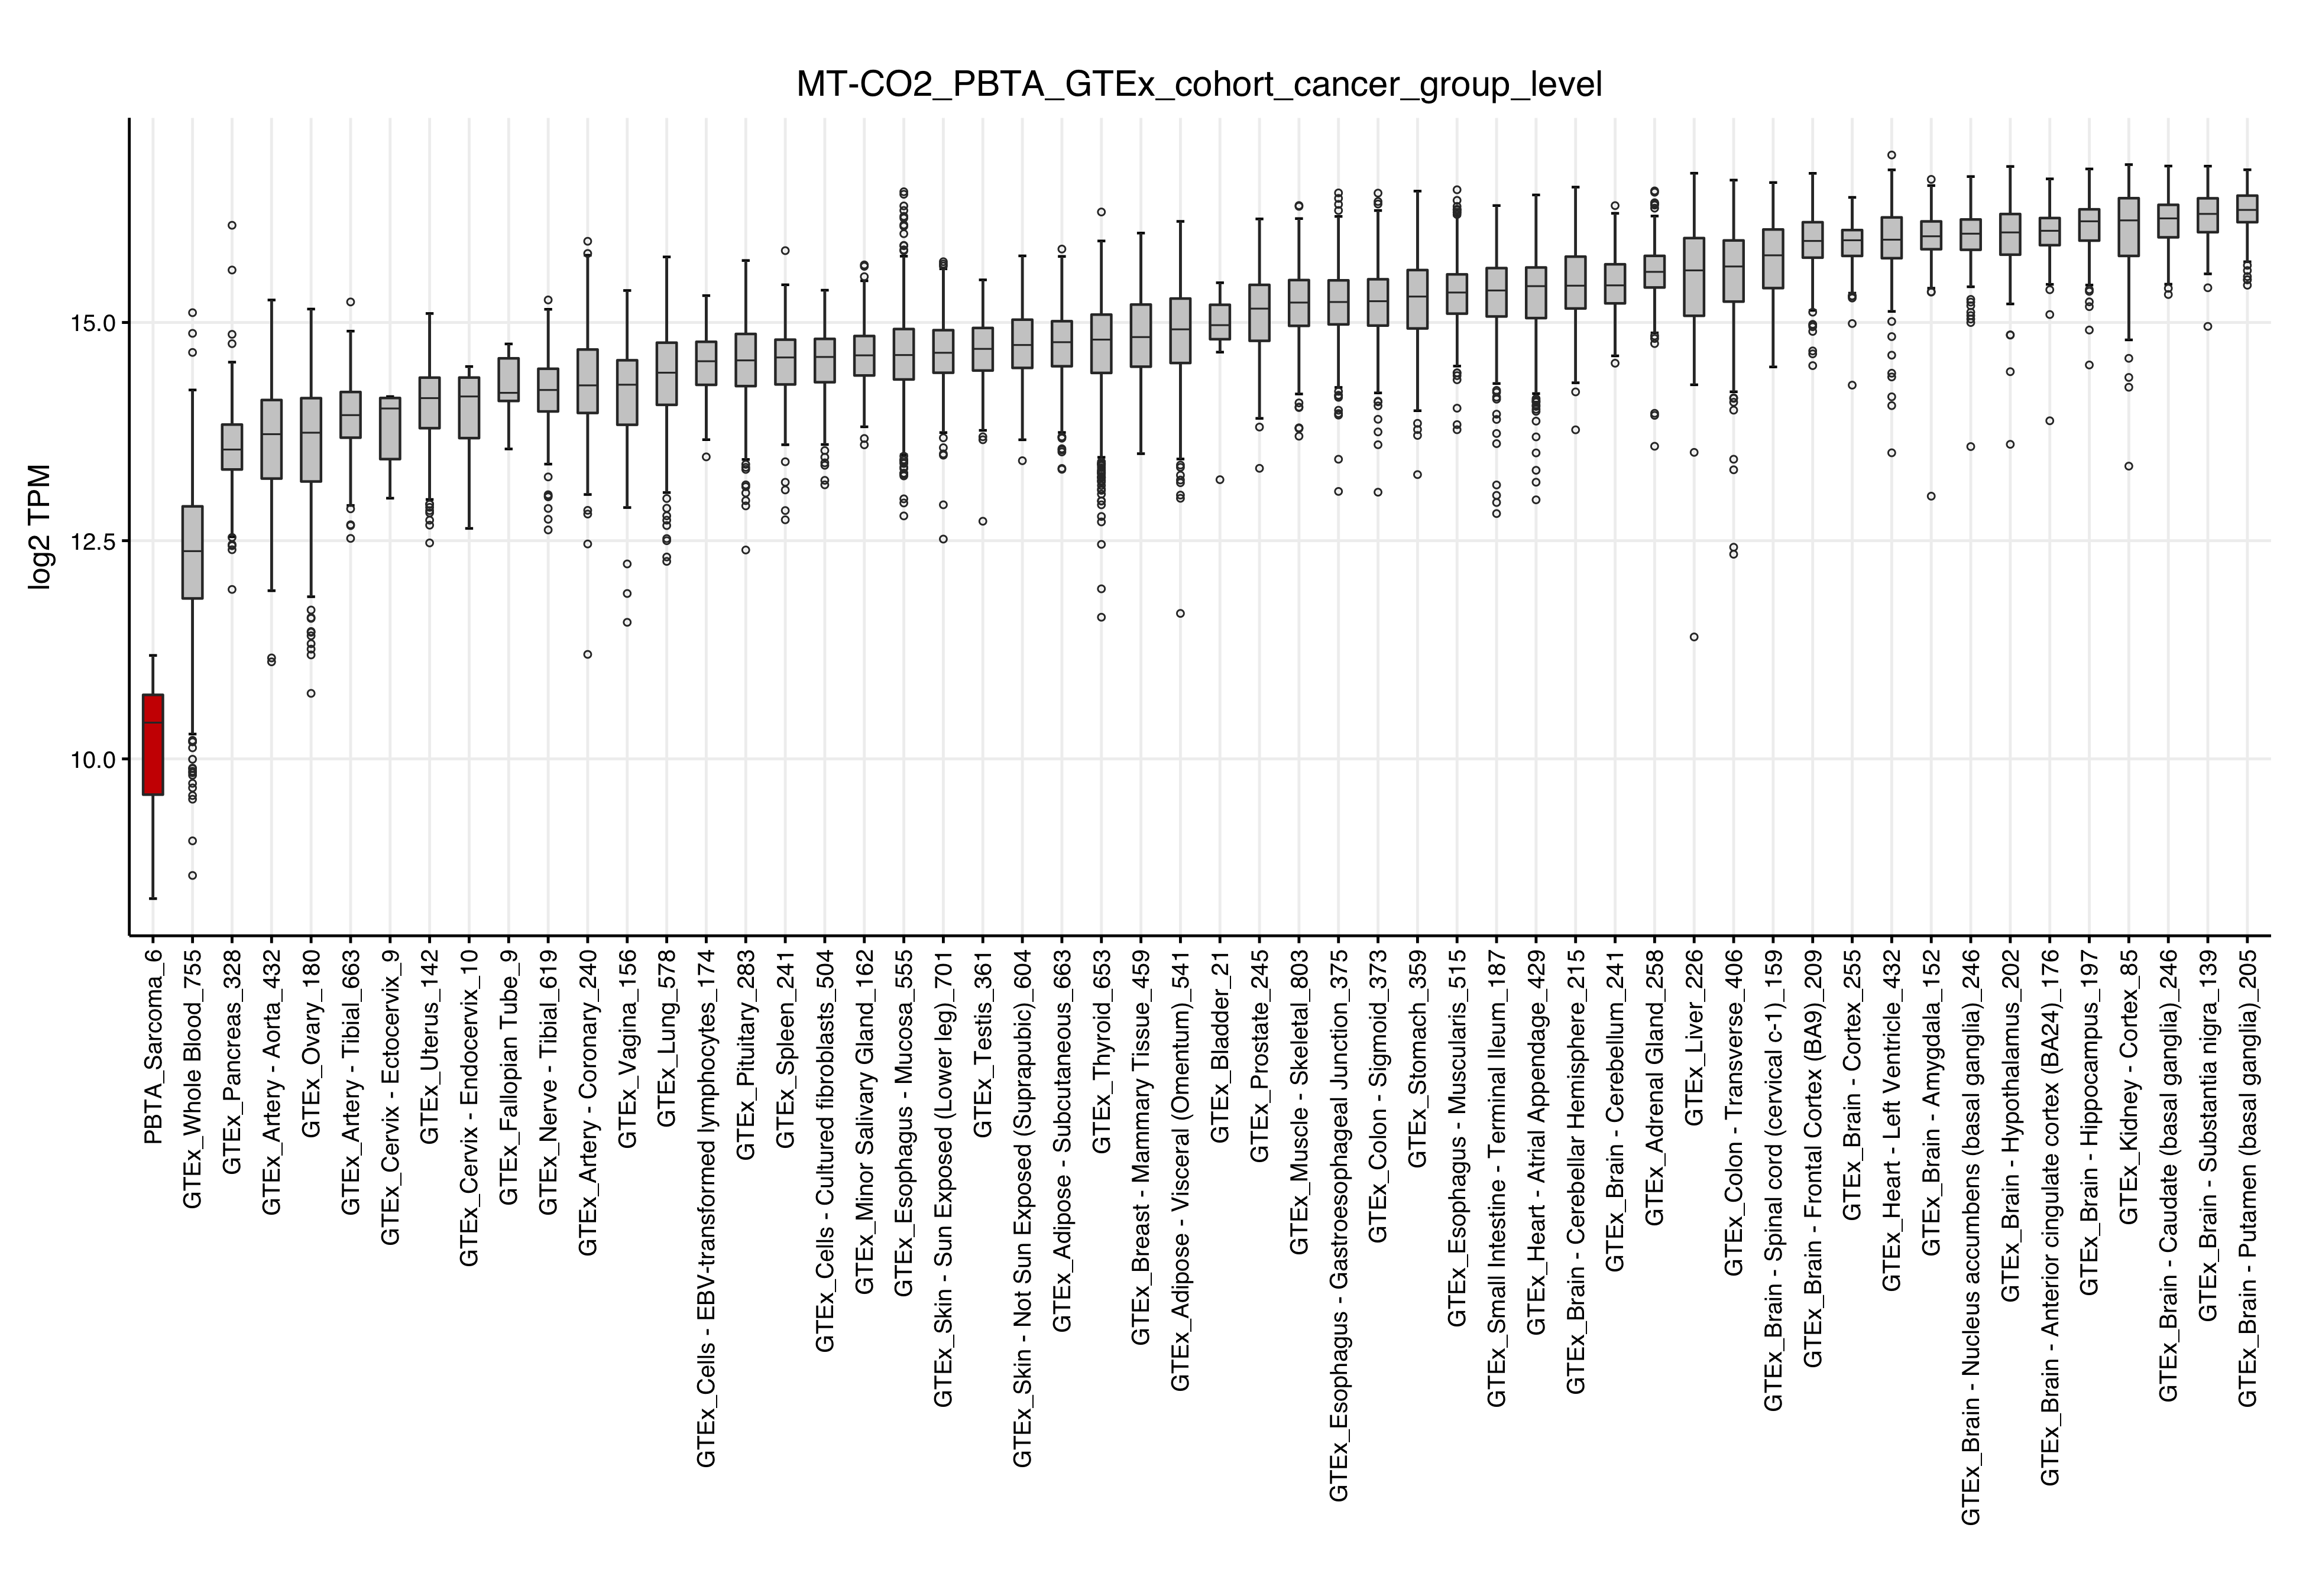 MT-CO2_PBTA_GTEx_cohort_cancer_group_level
log2 TPM
15.0
12.5
10.0
PBTA_Sarcoma_6
GTEx_Whole Blood_755
GTEx_Pancreas_328
GTEx_Artery - Aorta_432
GTEx_Ovary_180
GTEx_Artery - Tibial_663
GTEx_Cervix - Ectocervix_9
GTEx_Uterus_142
GTEx_Cervix - Endocervix_10
GTEx_Fallopian Tube_9
GTEx_Nerve - Tibial_619
GTEx_Artery - Coronary_240
GTEx_Vagina_156
GTEx_Lung_578
GTEx_Cells - EBV-transformed lymphocytes_174
GTEx_Pituitary_283
GTEx_Spleen_241
GTEx_Cells - Cultured fibroblasts_504
GTEx_Minor Salivary Gland_162
GTEx_Esophagus - Mucosa_555
GTEx_Skin - Sun Exposed (Lower leg)_701
GTEx_Testis_361
GTEx_Skin - Not Sun Exposed (Suprapubic)_604
GTEx_Adipose - Subcutaneous_663
GTEx_Thyroid_653
GTEx_Breast - Mammary Tissue_459
GTEx_Adipose - Visceral (Omentum)_541
GTEx_Bladder_21
GTEx_Prostate_245
GTEx_Muscle - Skeletal_803
GTEx_Esophagus - Gastroesophageal Junction_375
GTEx_Colon - Sigmoid_373
GTEx_Stomach_359
GTEx_Esophagus - Muscularis_515
GTEx_Small Intestine - Terminal Ileum_187
GTEx_Heart - Atrial Appendage_429
GTEx_Brain - Cerebellar Hemisphere_215
GTEx_Brain - Cerebellum_241
GTEx_Adrenal Gland_258
GTEx_Liver_226
GTEx_Colon - Transverse_406
GTEx_Brain - Spinal cord (cervical c-1)_159
GTEx_Brain - Frontal Cortex (BA9)_209
GTEx_Brain - Cortex_255
GTEx_Heart - Left Ventricle_432
GTEx_Brain - Amygdala_152
GTEx_Brain - Nucleus accumbens (basal ganglia)_246
GTEx_Brain - Hypothalamus_202
GTEx_Brain - Anterior cingulate cortex (BA24)_176
GTEx_Brain - Hippocampus_197
GTEx_Kidney - Cortex_85
GTEx_Brain - Caudate (basal ganglia)_246
GTEx_Brain - Substantia nigra_139
GTEx_Brain - Putamen (basal ganglia)_205